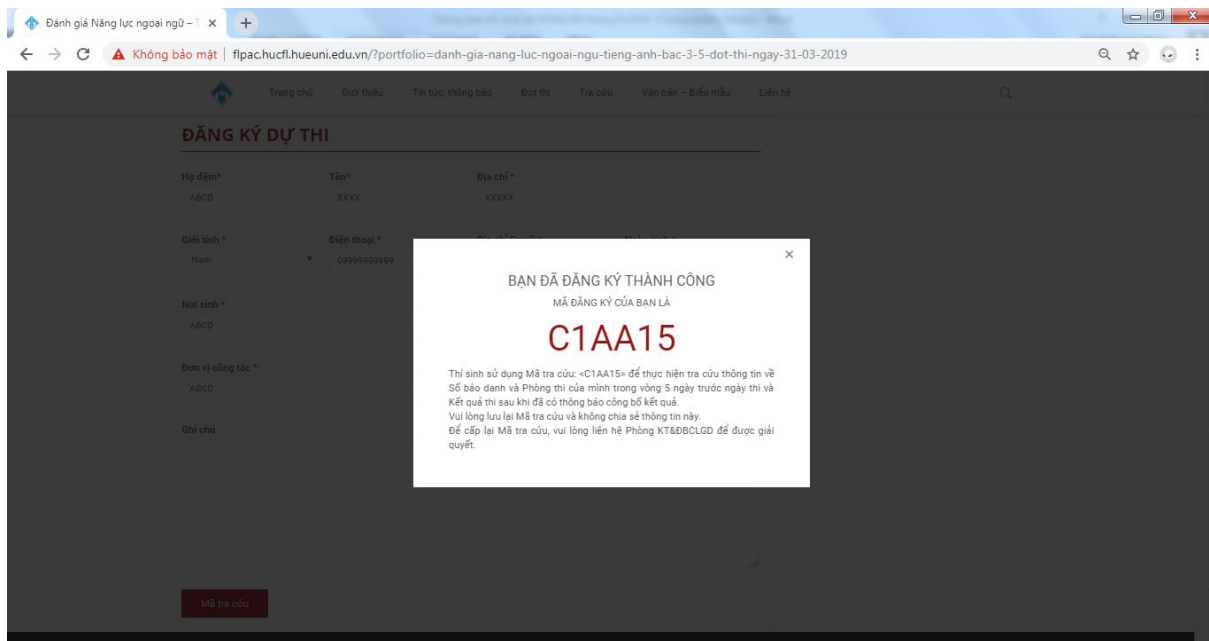 Đánh giá Năng lực ngoại ngữ – T
Không bảo mật | flpac.hucfl.hueuni.edu.vn/?portfolio=danh-gia-nang-luc-ngoai-ngu-tieng-anh-bac-3-5-dot-thi-ngay-31-03-2019
Trang chủ Giới thiệu Tin tức, thông báo Đợt thi Tra cứu Văn bản – Biểu mẫu Liên hệ
ĐĂNG KÝ DỰ THI
Họ đệm* Tên* Địa chỉ *
ABCD XXXX XXXXX
Giới tính * Điện thoại *
Nam 09999999999
Nơi sinh *
ABCD
Đơn vị công tác *
ABCD
Ghi chú
BẠN ĐÃ ĐĂNG KÝ THÀNH CÔNG
MÃ ĐĂNG KÝ CỦA BẠN LÀ
C1AA15
Thí sinh sử dụng Mã tra cứu: <C1AA15> để thực hiện tra cứu thông tin về
Số báo danh và Phòng thi của mình trong vòng 5 ngày trước ngày thi và
Kết quả thi sau khi đã có thông báo công bố kết quả.
Vui lòng lưu lại Mã tra cứu và không chia sẻ thông tin này.
Để cấp lại Mã tra cứu, vui lòng liên hệ Phòng KT&ĐBCLGD để được giải
quyết.
Mã tra cứu